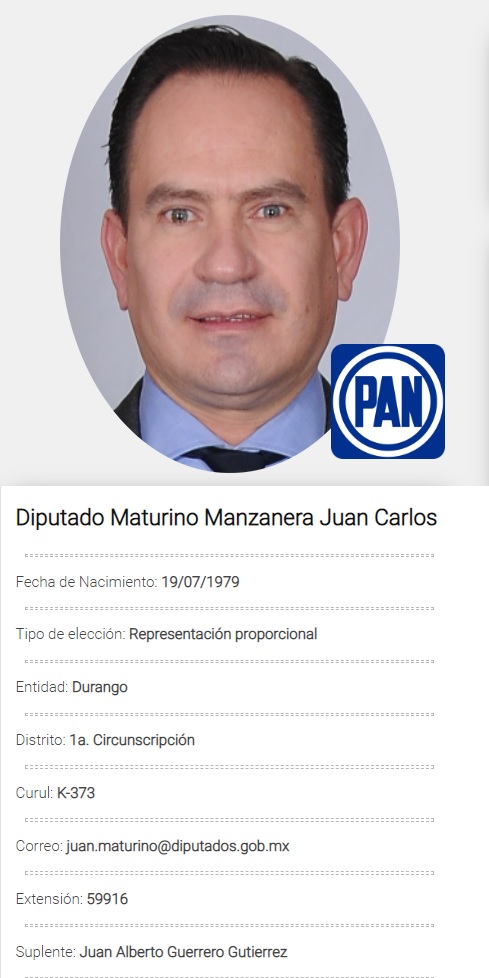 PAN
Diputado Maturino Manzanera Juan Carlos
Fecha de Nacimiento: 19/07/1979
Tipo de elección: Representación proporcional
Entidad: Durango
Distrito: 1a. Circunscripción
Curul: K-373
Correo: juan.maturino@diputados.gob.mx
Extensión: 59916
Suplente: Juan Alberto Guerrero Gutierrez